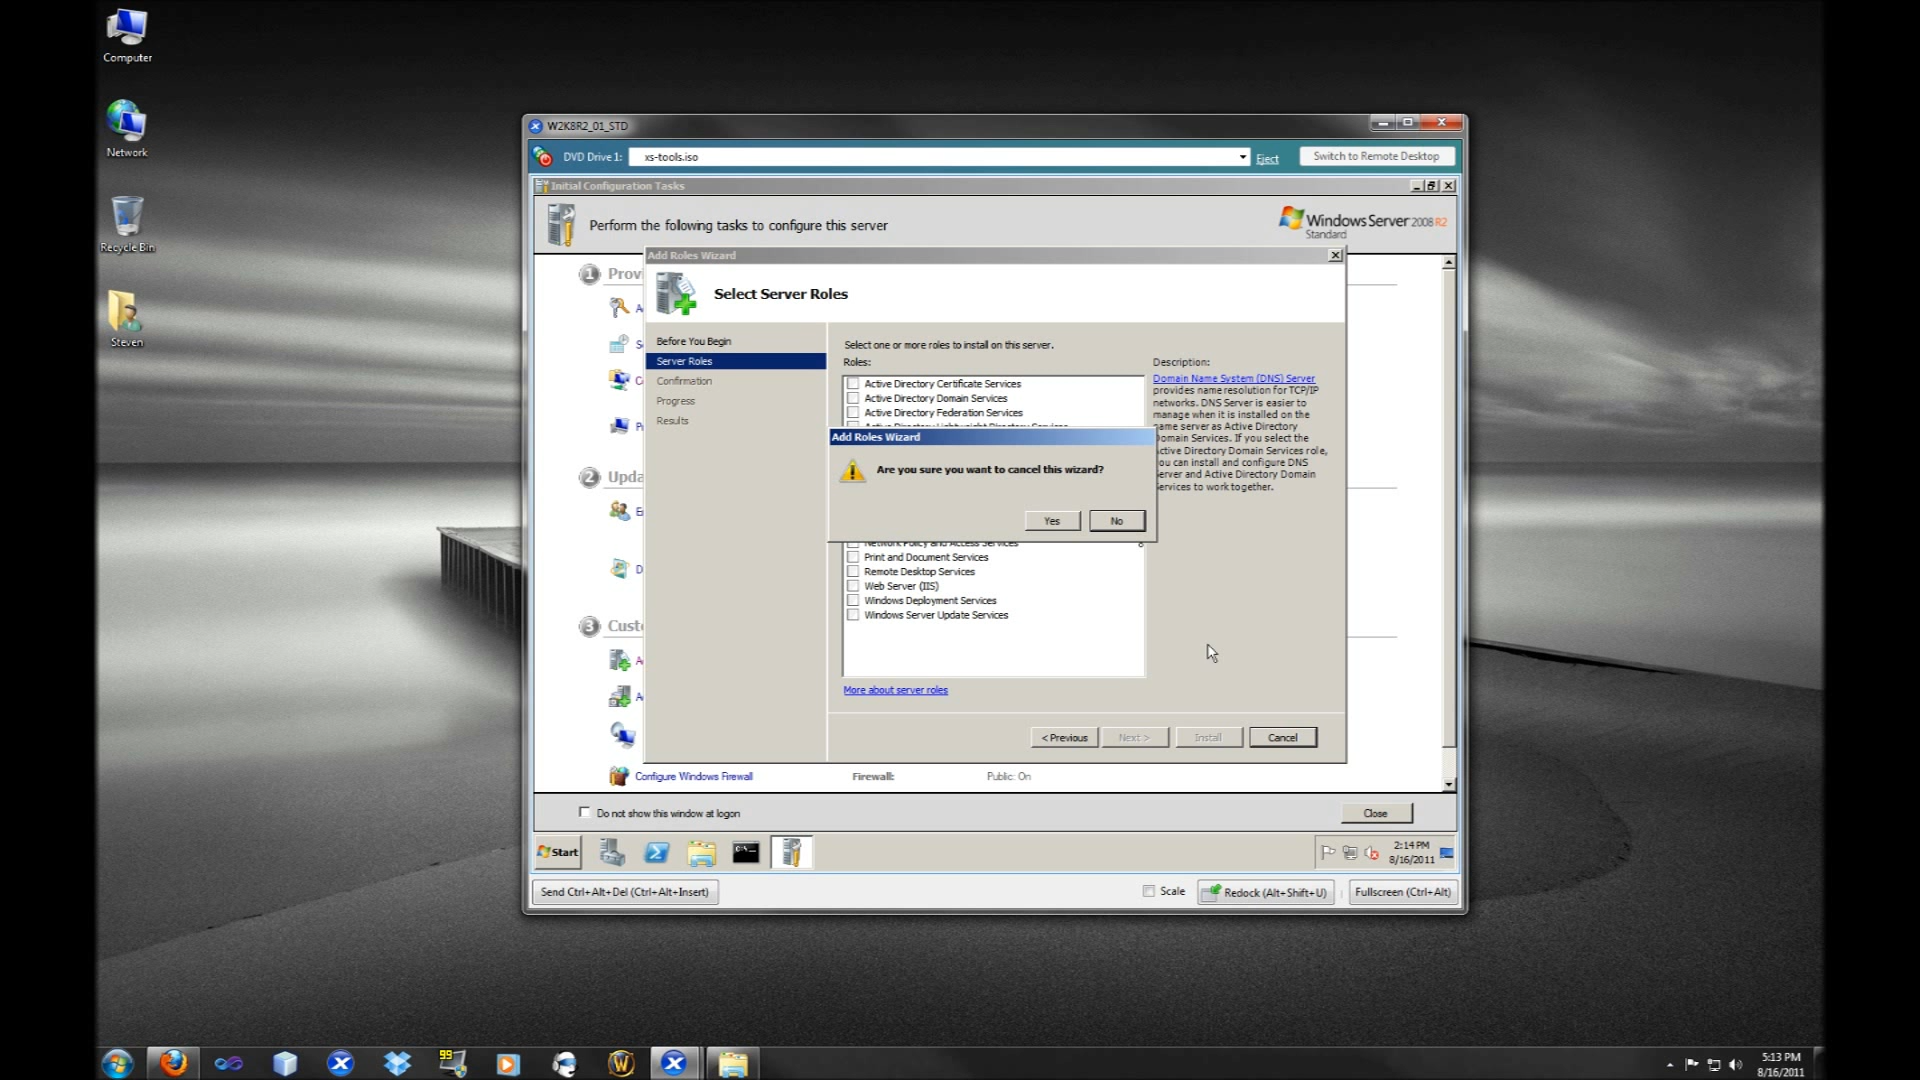 Computer
Network
Recycle Bin
Steven
W2K8R2_01_STD
DVD Drive 1:
xs-tools.iso
Eject
Switch to Remote Desktop
Initial Configuration Tasks
Perform the following tasks to configure this server
Windows Server 2008 R2
Standard
Add Roles Wizard
Select Server Roles
1 Provi
2 Upda
3 Cust
Before You Begin
Server Roles
Confirmation
Progress
Results
Select one or more roles to install on this server.
Roles:
Active Directory Certificate Services
Active Directory Domain Services
Active Directory Federation Services
Active Directory Lightweight Directory Services
Add Roles Wizard
Are you sure you want to cancel this wizard?
Yes
No
Network Policy and Access Services
Print and Document Services
Remote Desktop Services
Web Server (IIS)
Windows Deployment Services
Windows Server Update Services
More about server roles
Description:
Domain Name System (DNS) Server
provides name resolution for TCP/IP
networks. DNS Server is easier to
manage when it is installed on the
same server as Active Directory
Domain Services. If you select the
Active Directory Domain Services role,
you can install and configure DNS
Server and Active Directory Domain
Services to work together.
< Previous
Next >
Install
Cancel
Configure Windows Firewall
Firewall:
Public: On
Do not show this window at logon
Close
Start
2:14 PM
8/16/2011
Send Ctrl+Alt+Del (Ctrl+Alt+Insert)
Scale
Redock (Alt+Shift+U)
Fullscreen (Ctrl+Alt)
99
5:13 PM
8/16/2011